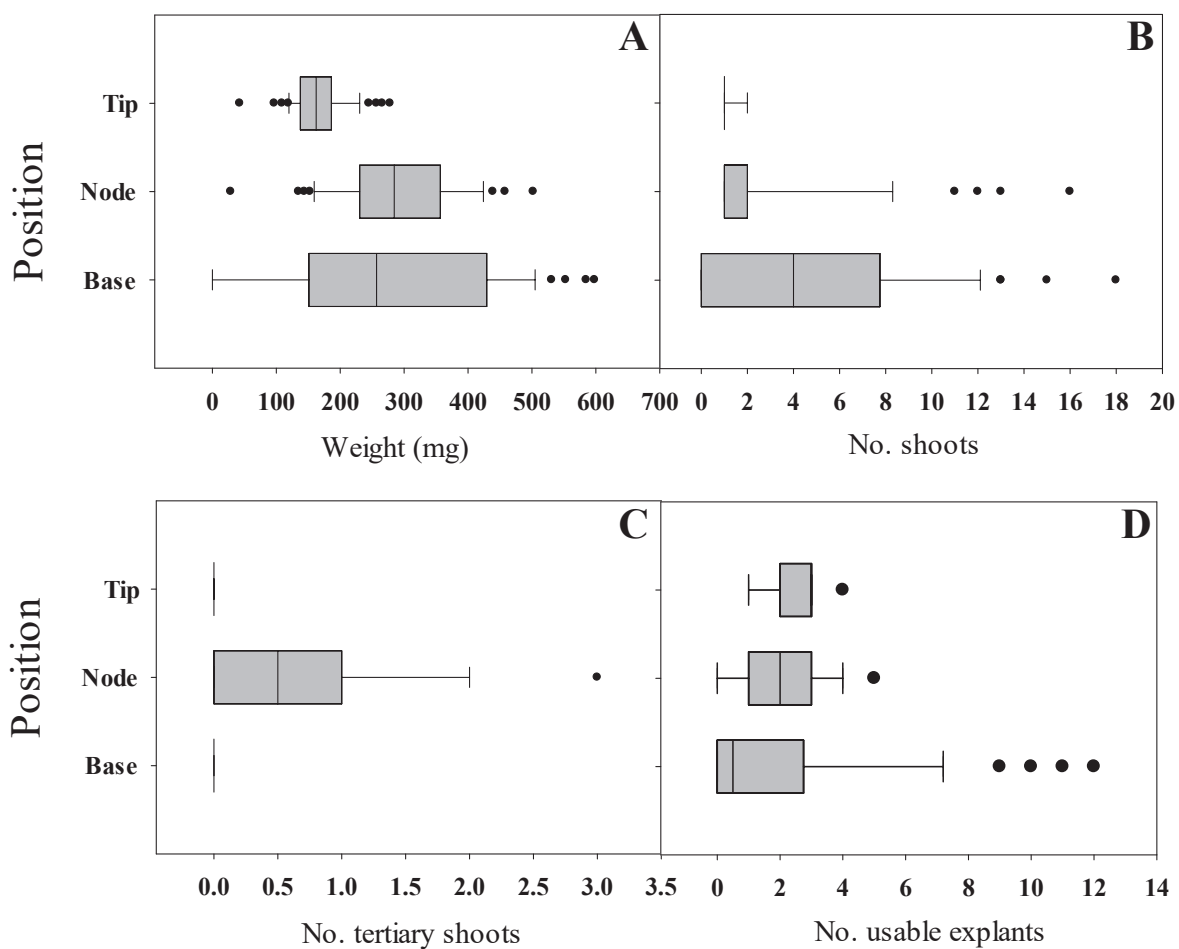 A
B
Tip
Node
Base
Position
0 100 200 300 400 500 600 700
0 2 4 6 8 10 12 14 16 18 20
Weight (mg)
No. shoots
C
D
Tip
Node
Base
Position
0.0 0.5 1.0 1.5 2.0 2.5 3.0 3.5
0 2 4 6 8 10 12 14
No. tertiary shoots
No. usable explants